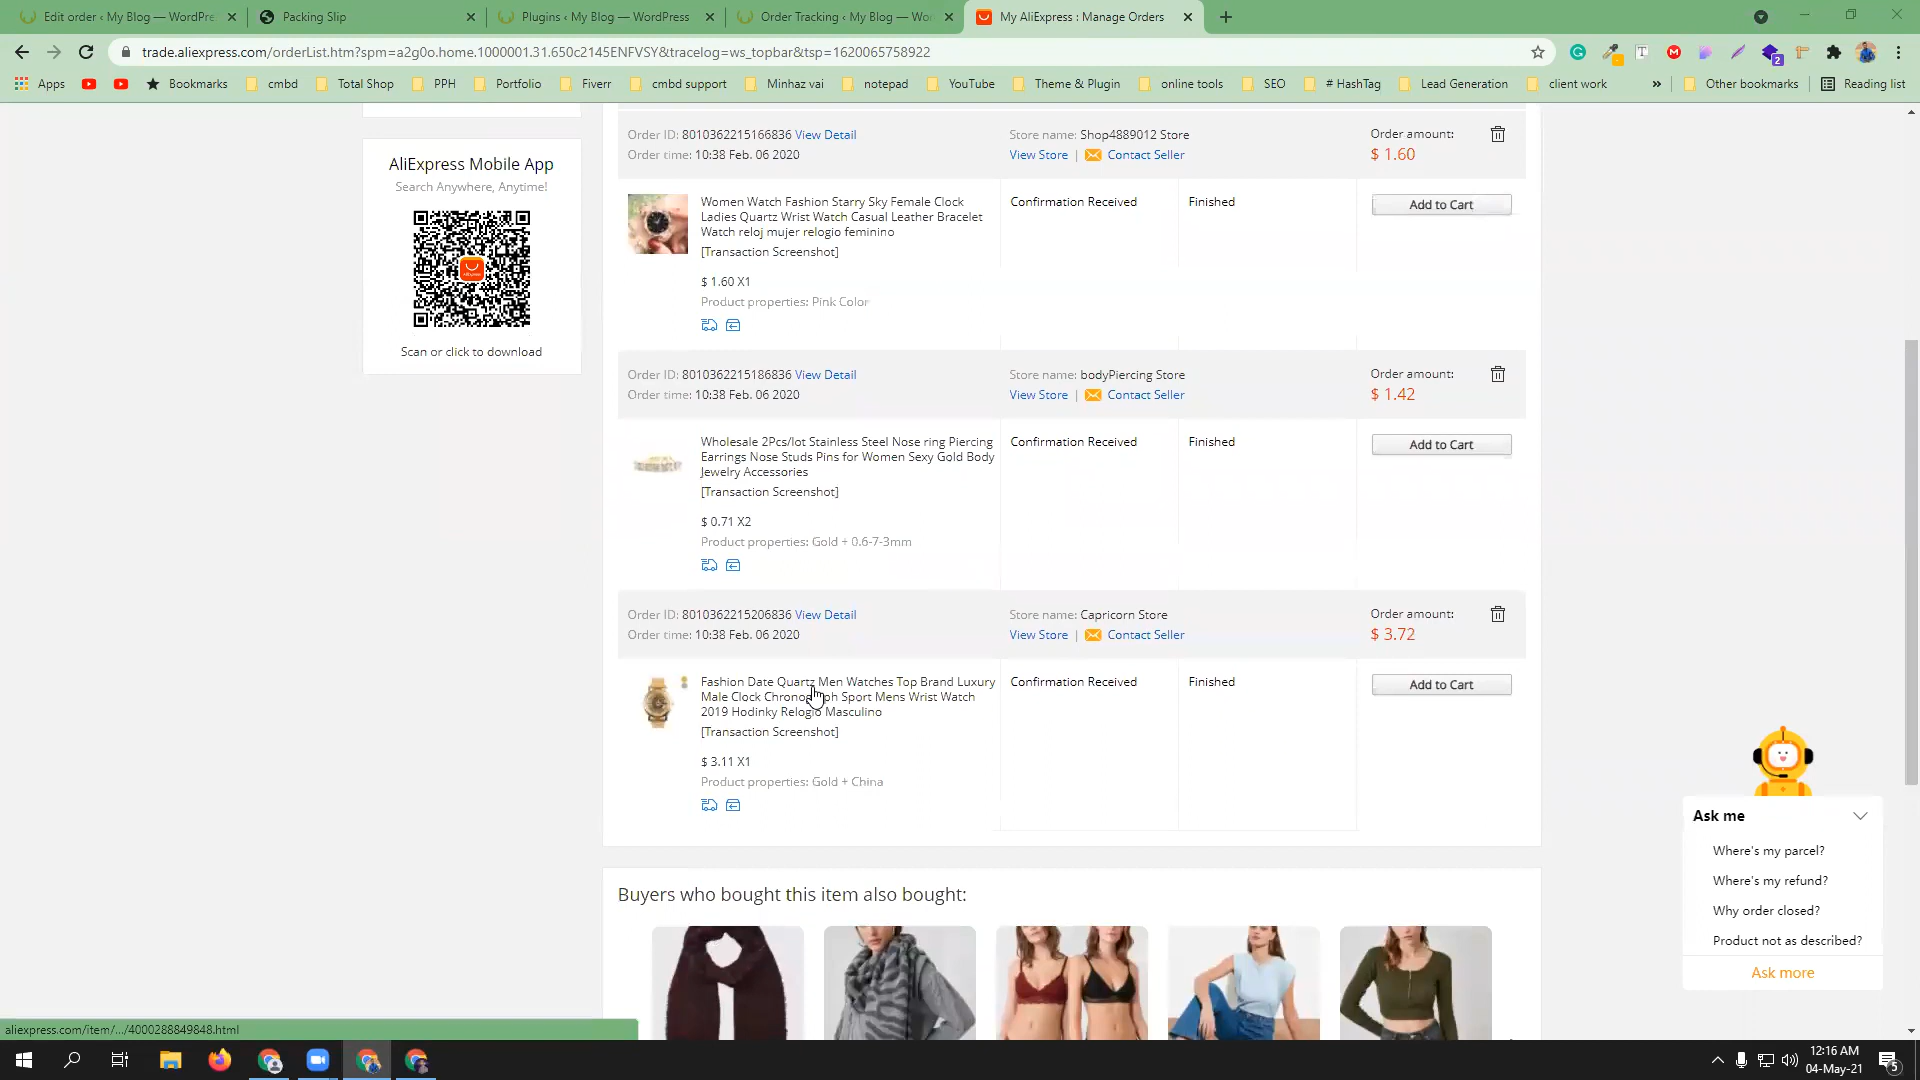 Edit order ‹ My Blog — WordPre
Packing Slip
Plugins ‹ My Blog — WordPress
Order Tracking ‹ My Blog — Wor
My AliExpress : Manage Orders
trade.aliexpress.com/orderList.htm?spm=a2g0o.home.1000001.31.650c2145ENFVSY&tracelog=ws_topbar&tsp=1620065758922
Apps
Bookmarks
cmbd
Total Shop
PPH
Portfolio
Fiverr
cmbd support
Minhaz vai
notepad
YouTube
Theme & Plugin
online tools
SEO
# HashTag
Lead Generation
client work
»
Other bookmarks
Reading list
AliExpress Mobile App
Search Anywhere, Anytime!
Scan or click to download
Order ID: 8010362215166836 View Detail
Order time: 10:38 Feb. 06 2020
Store name: Shop4889012 Store
View Store | Contact Seller
Order amount:
$ 1.60
Women Watch Fashion Starry Sky Female Clock
Ladies Quartz Wrist Watch Casual Leather Bracelet
Watch reloj mujer relogio feminino
[Transaction Screenshot]
$ 1.60 X1
Product properties: Pink Color
Confirmation Received
Finished
Add to Cart
Order ID: 8010362215186836 View Detail
Order time: 10:38 Feb. 06 2020
Store name: bodyPiercing Store
View Store | Contact Seller
Order amount:
$ 1.42
Wholesale 2Pcs/lot Stainless Steel Nose ring Piercing
Earrings Nose Studs Pins for Women Sexy Gold Body
Jewelry Accessories
[Transaction Screenshot]
$ 0.71 X2
Product properties: Gold + 0.6-7-3mm
Confirmation Received
Finished
Add to Cart
Order ID: 8010362215206836 View Detail
Order time: 10:38 Feb. 06 2020
Store name: Capricorn Store
View Store | Contact Seller
Order amount:
$ 3.72
Fashion Date Quartz Men Watches Top Brand Luxury
Male Clock Chronograph Sport Mens Wrist Watch
2019 Hodinky Relogio Masculino
[Transaction Screenshot]
$ 3.11 X1
Product properties: Gold + China
Confirmation Received
Finished
Add to Cart
Buyers who bought this item also bought:
Ask me
Where's my parcel?
Where's my refund?
Why order closed?
Product not as described?
Ask more
aliexpress.com/item/.../4000288849848.html
12:16 AM
04-May-21
5
2